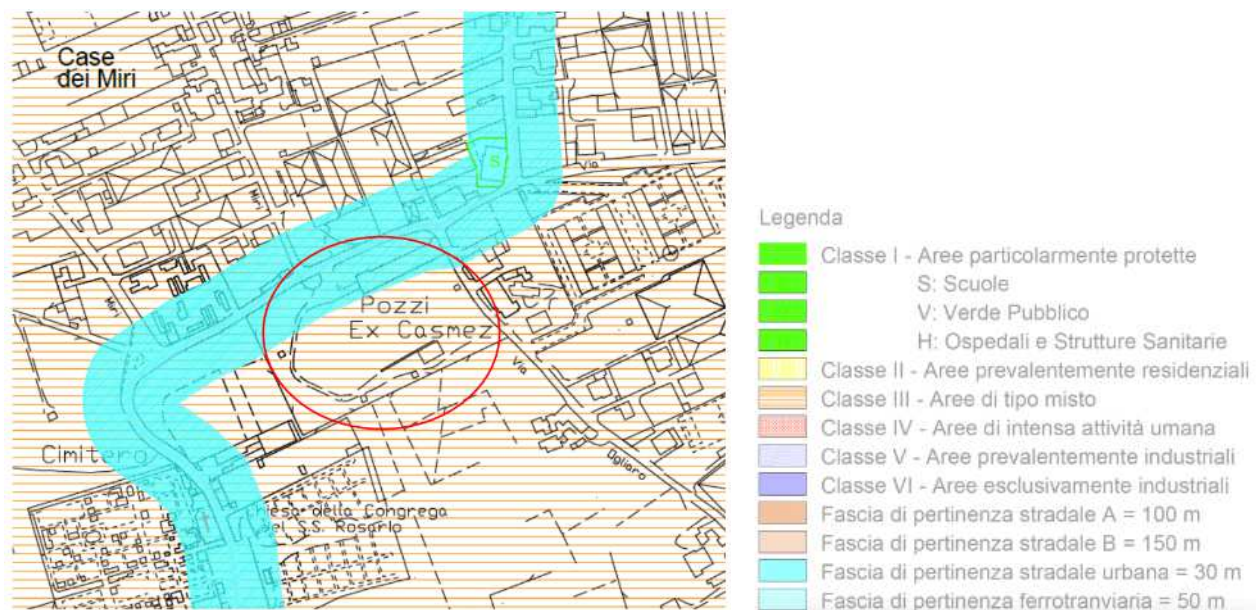 Case
dei Miri
S
Via
Miri
Pozzi
Ex Casmez
Miri
Via
Cimitero
Ogliaro
Chiesa della Congrega
del S.S. Rosario
Legenda
Classe I - Aree particolarmente protette
S: Scuole
V: Verde Pubblico
H: Ospedali e Strutture Sanitarie
Classe II - Aree prevalentemente residenziali
Classe III - Aree di tipo misto
Classe IV - Aree di intensa attività umana
Classe V - Aree prevalentemente industriali
Classe VI - Aree esclusivamente industriali
Fascia di pertinenza stradale A = 100 m
Fascia di pertinenza stradale B = 150 m
Fascia di pertinenza stradale urbana = 30 m
Fascia di pertinenza ferrotranviaria = 50 m